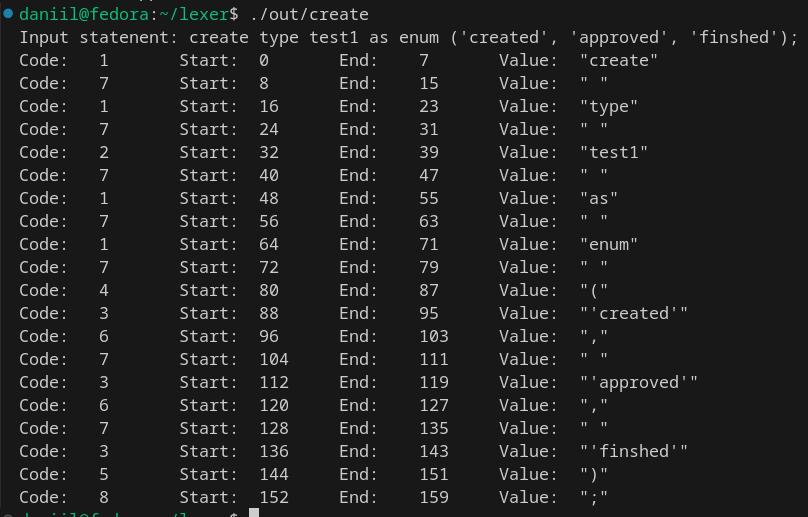 daniil@fedora:~/lexer$ ./out/create
Input statenent: create type test1 as enum ('created', 'approved', 'finshed');
Code: 1 Start: 0 End: 7 Value: "create"
Code: 7 Start: 8 End: 15 Value: " "
Code: 1 Start: 16 End: 23 Value: "type"
Code: 7 Start: 24 End: 31 Value: " "
Code: 2 Start: 32 End: 39 Value: "test1"
Code: 7 Start: 40 End: 47 Value: " "
Code: 1 Start: 48 End: 55 Value: "as"
Code: 7 Start: 56 End: 63 Value: " "
Code: 1 Start: 64 End: 71 Value: "enum"
Code: 7 Start: 72 End: 79 Value: " "
Code: 4 Start: 80 End: 87 Value: "("
Code: 3 Start: 88 End: 95 Value: "'created'"
Code: 6 Start: 96 End: 103 Value: ","
Code: 7 Start: 104 End: 111 Value: " "
Code: 3 Start: 112 End: 119 Value: "'approved'"
Code: 6 Start: 120 End: 127 Value: ","
Code: 7 Start: 128 End: 135 Value: " "
Code: 3 Start: 136 End: 143 Value: "'finshed'"
Code: 5 Start: 144 End: 151 Value: ")"
Code: 8 Start: 152 End: 159 Value: ";"
daniil@fedora:~/lexer$